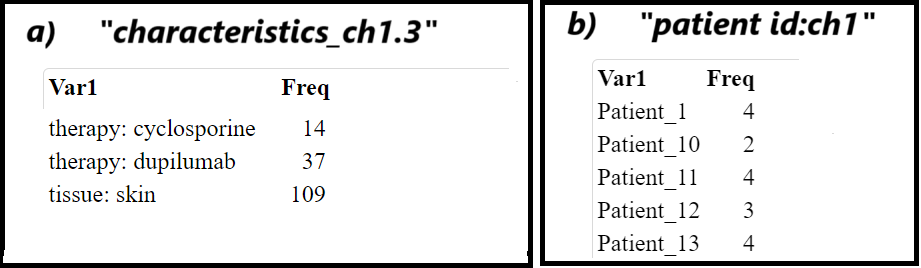 a) "characteristics_ch1.3"
Var1 Freq
therapy: cyclosporine 14
therapy: dupilumab 37
tissue: skin 109
b) "patient id:ch1"
Var1 Freq
Patient_1 4
Patient_10 2
Patient_11 4
Patient_12 3
Patient_13 4